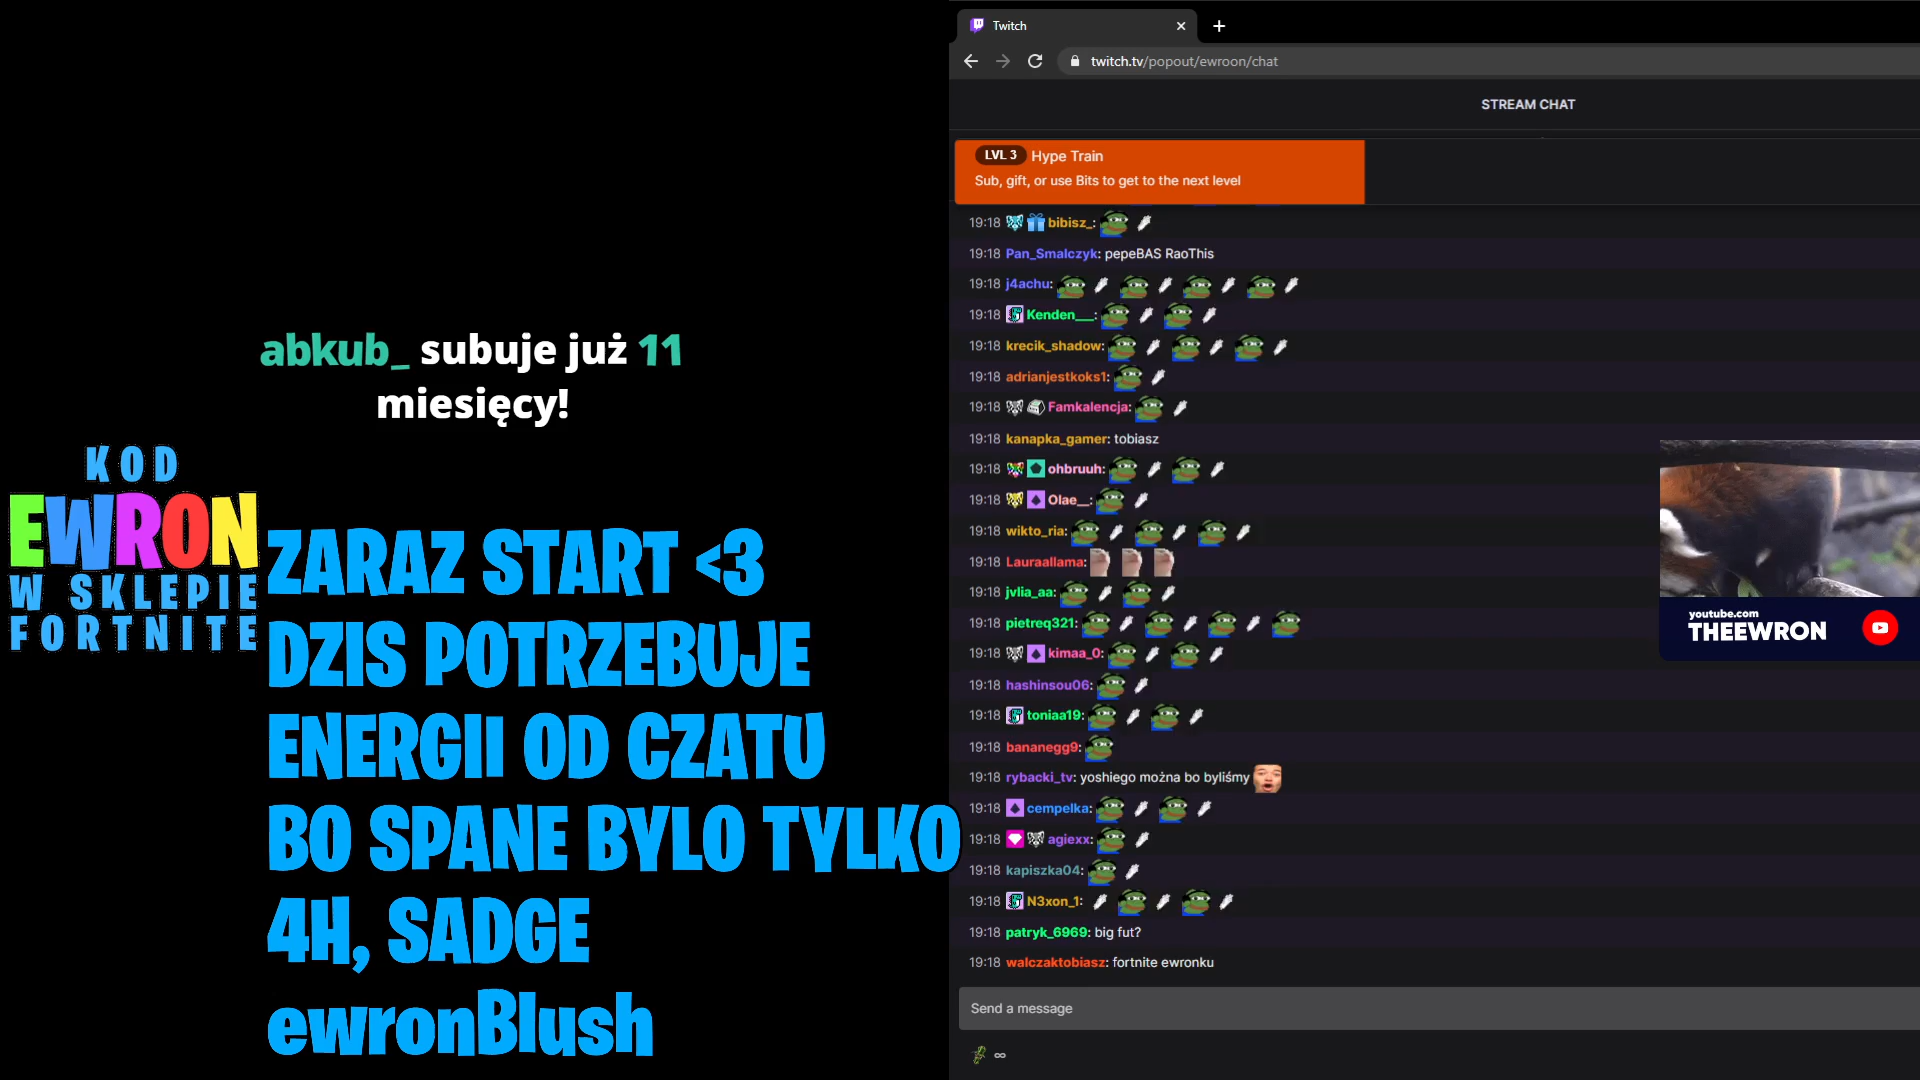 abkub_ subuje już 11
miesięcy!
KOD
EWRON
W SKLEPIE
FORTNITE
ZARAZ START <3
DZIS POTRZEBUJE
ENERGII OD CZATU
BO SPANE BYLO TYLKO
4H, SADGE
ewronBlush
Twitch
twitch.tv/popout/ewroon/chat
STREAM CHAT
LVL 3 Hype Train
Sub, gift, or use Bits to get to the next level
19:18 bibisz_:
19:18 Pan_Smalczyk: pepeBAS RaoThis
19:18 j4achu:
19:18 Kenden___:
19:18 krecik_shadow:
19:18 adrianjestkoks1:
19:18 Famkalencja:
19:18 kanapka_gamer: tobiasz
19:18 ohbruuh:
19:18 Olae__:
19:18 wikto_ria:
19:18 Lauraallama:
19:18 jvlia_aa:
19:18 pietreq321:
19:18 kimaa_0:
19:18 hashinsou06:
19:18 toniaa19:
19:18 bananegg9:
19:18 rybacki_tv: yoshiego można bo byliśmy
19:18 cempelka:
19:18 agiexx:
19:18 kapiszka04:
19:18 N3xon_1:
19:18 patryk_6969: big fut?
19:18 walczaktobiasz: fortnite ewronku
Send a message
∞
youtube.com
THEEWRON